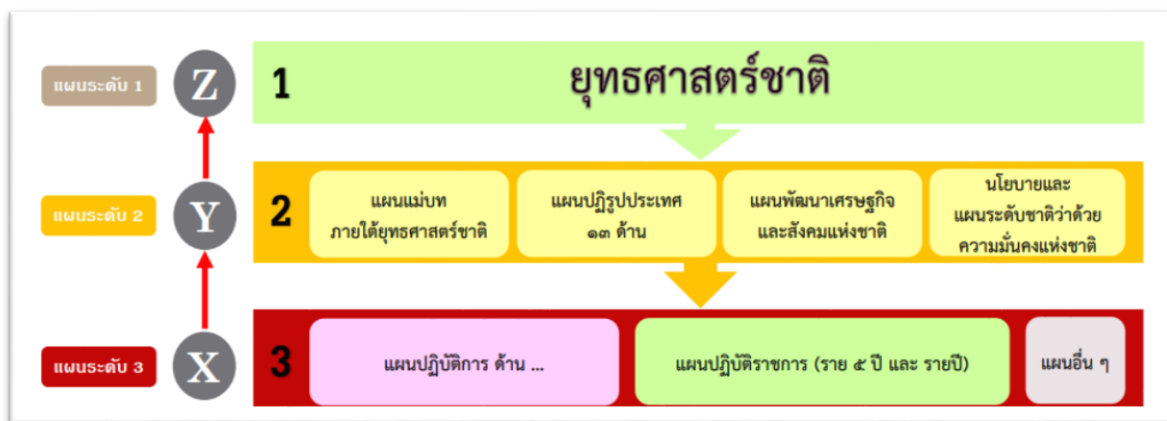 แผนระดับ 1
Z
1
ยุทธศาสตร์ชาติ
แผนระดับ 2
Y
2
แผนแม่บท
ภายใต้ยุทธศาสตร์ชาติ
แผนปฏิรูปประเทศ
๑๓ ด้าน
แผนพัฒนาเศรษฐกิจ
และสังคมแห่งชาติ
นโยบายและ
แผนระดับชาติว่าด้วย
ความมั่นคงแห่งชาติ
แผนระดับ 3
X
3
แผนปฏิบัติการ ด้าน ...
แผนปฏิบัติราชการ (ราย ๕ ปี และ รายปี)
แผนอื่น ๆ